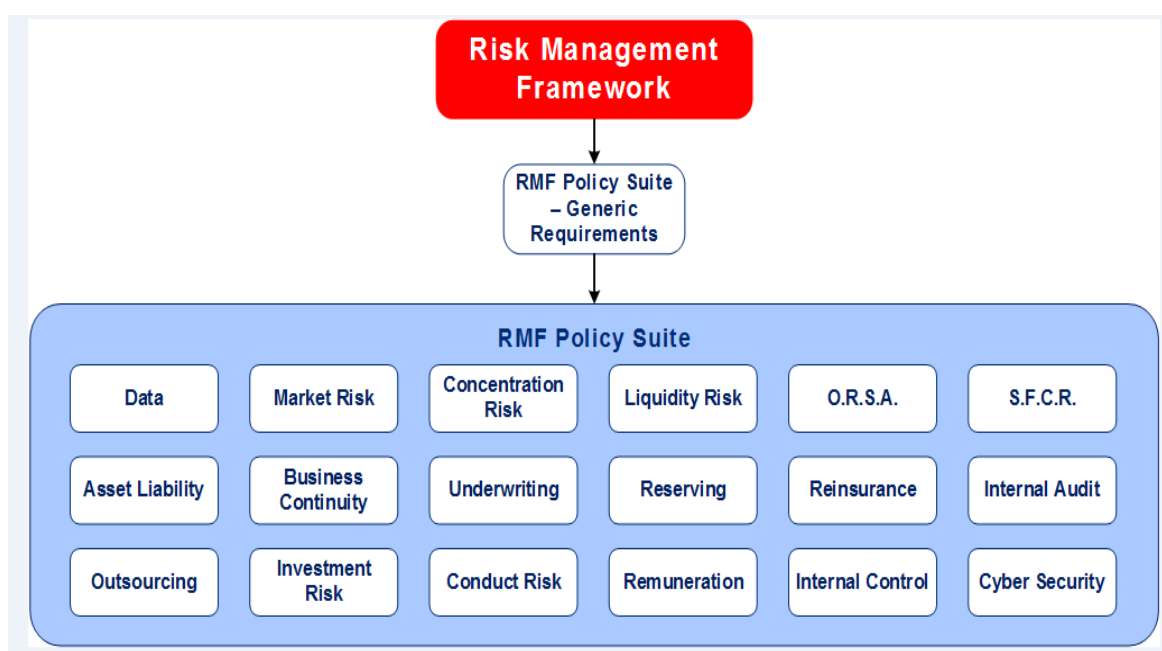 Risk Management
Framework
RMF Policy Suite
– Generic
Requirements
RMF Policy Suite
Data
Market Risk
Concentration
Risk
Liquidity Risk
O.R.S.A.
S.F.C.R.
Asset Liability
Business
Continuity
Underwriting
Reserving
Reinsurance
Internal Audit
Outsourcing
Investment
Risk
Conduct Risk
Remuneration
Internal Control
Cyber Security